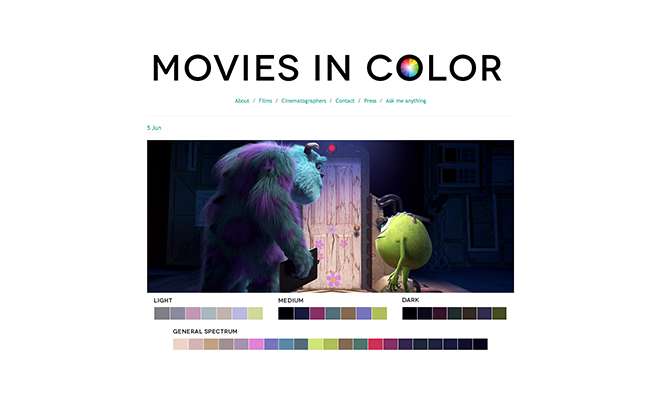 MOVIES IN COLOR
About / Films / Cinematographers / Contact / Press / Ask me anything
5 Jun
LIGHT MEDIUM DARK
GENERAL SPECTRUM